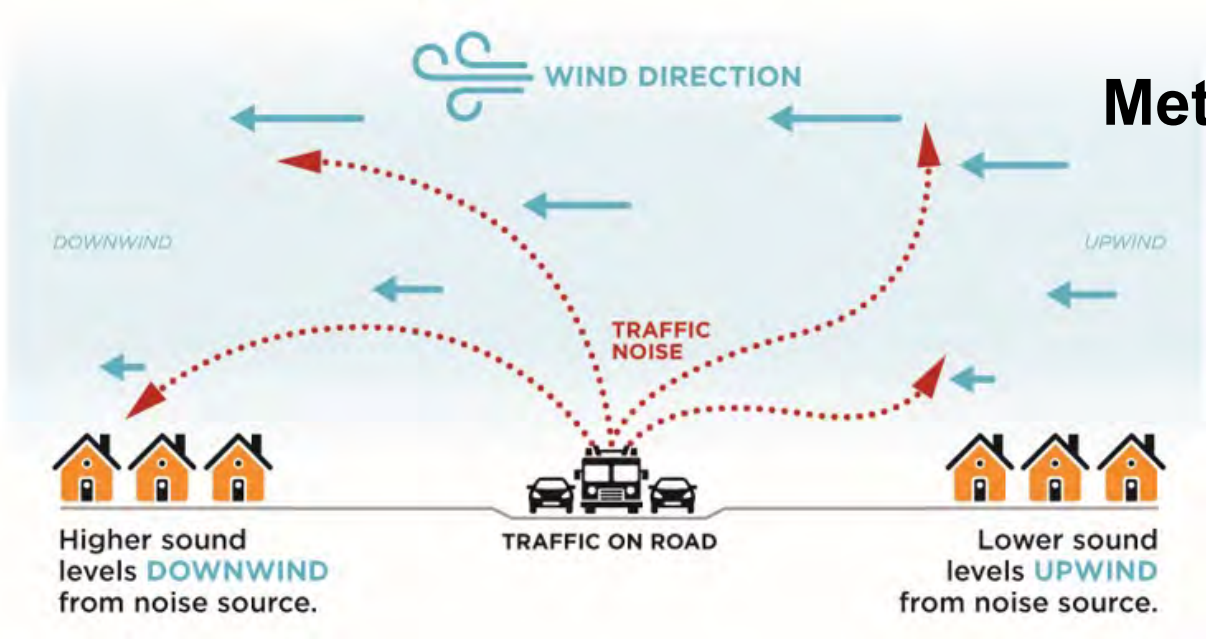 WIND DIRECTION
Met
DOWNWIND
UPWIND
TRAFFIC
NOISE
Higher sound
levels DOWNWIND
from noise source.
TRAFFIC ON ROAD
Lower sound
levels UPWIND
from noise source.